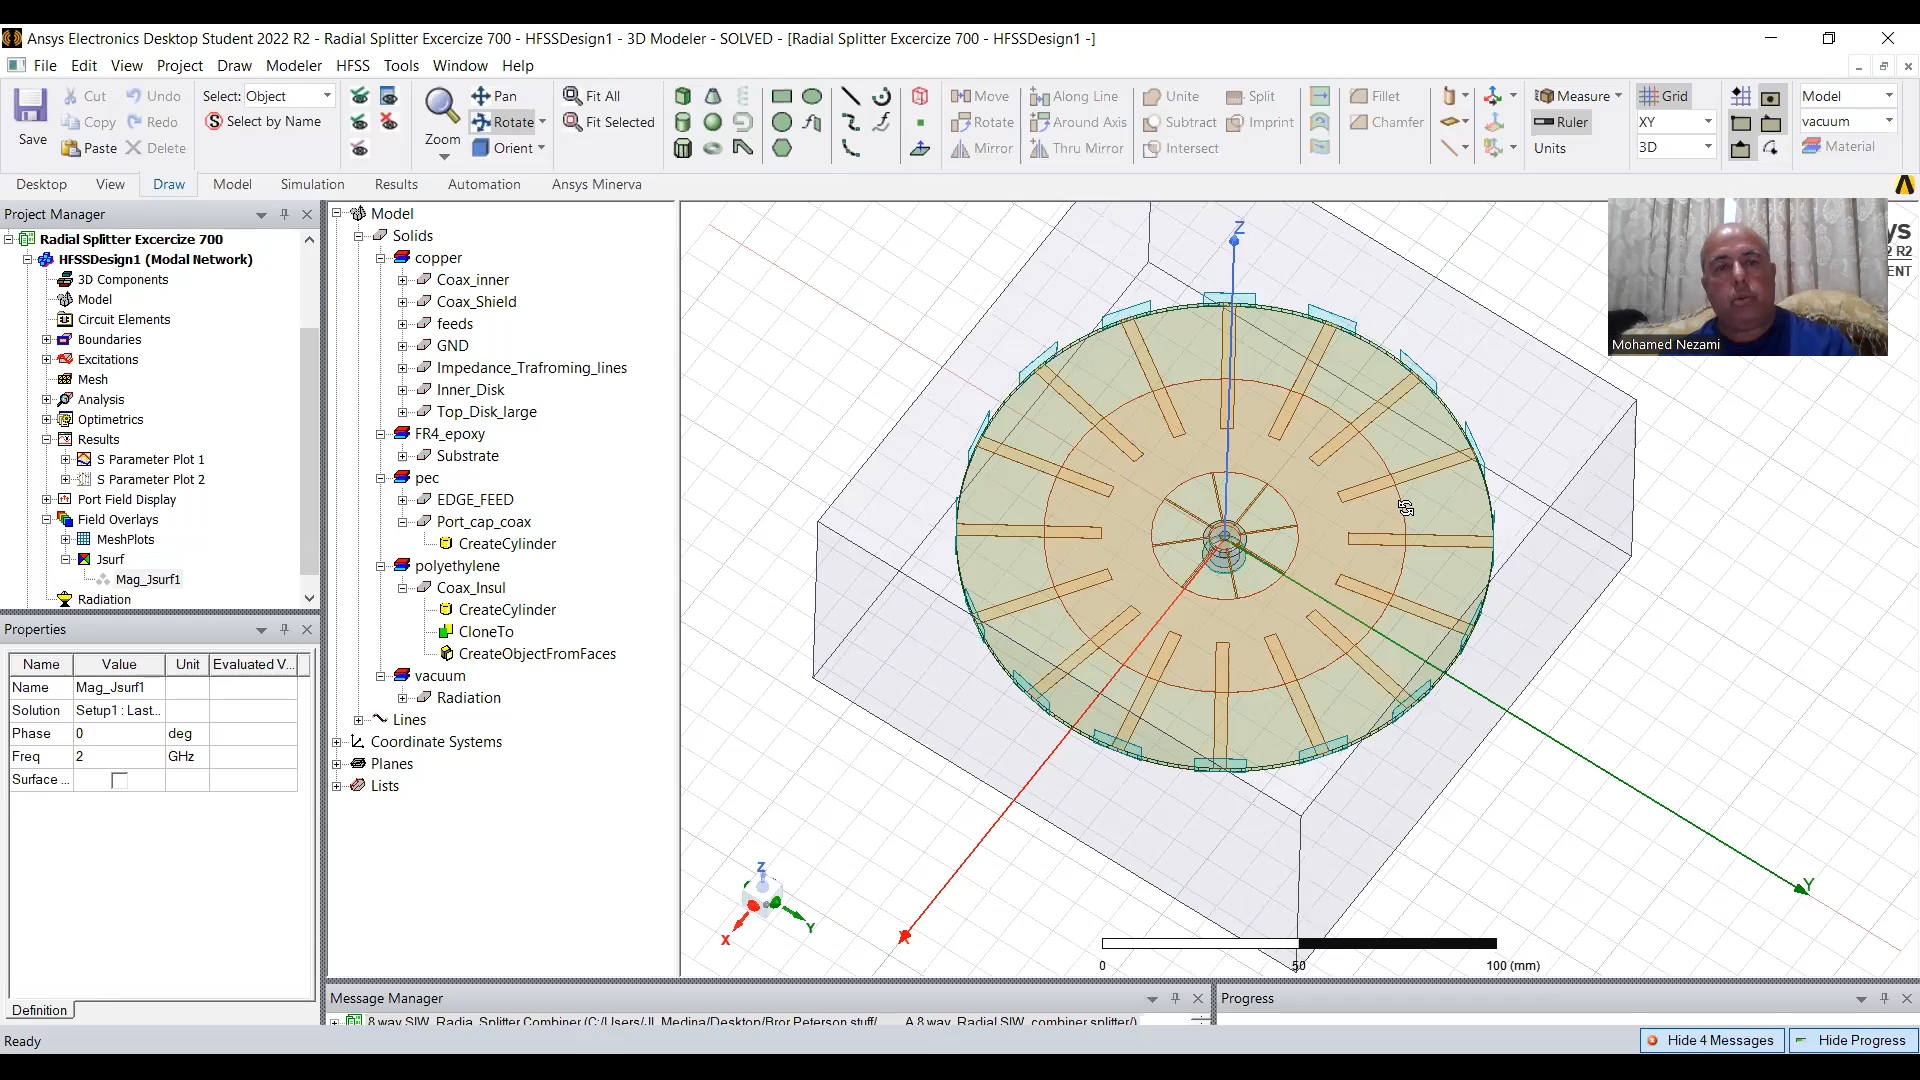 Ansys Electronics Desktop Student 2022 R2 - Radial Splitter Excercize 700 - HFSSDesign1 - 3D Modeler - SOLVED - [Radial Splitter Excercize 700 - HFSSDesign1 -]
File Edit View Project Draw Modeler HFSS Tools Window Help
Save
Cut
Copy
Paste
Undo
Redo
Delete
Select: Object
Select by Name
Zoom
Pan
Rotate
Orient
Fit All
Fit Selected
Move
Rotate
Mirror
Along Line
Around Axis
Thru Mirror
Unite
Subtract
Intersect
Split
Imprint
Fillet
Chamfer
Measure
Ruler
Units
Grid
XY
3D
Model
vacuum
Material
Desktop View Draw Model Simulation Results Automation Ansys Minerva
Project Manager
Radial Splitter Excercize 700
HFSSDesign1 (Modal Network)
3D Components
Model
Circuit Elements
Boundaries
Excitations
Mesh
Analysis
Optimetrics
Results
S Parameter Plot 1
S Parameter Plot 2
Port Field Display
Field Overlays
MeshPlots
Jsurf
Mag_Jsurf1
Radiation
Properties
Name Value Unit Evaluated V...
Name Mag_Jsurf1
Solution Setup1 : Last...
Phase 0 deg
Freq 2 GHz
Surface ...
Definition
Model
Solids
copper
Coax_inner
Coax_Shield
feeds
GND
Impedance_Trafroming_lines
Inner_Disk
Top_Disk_large
FR4_epoxy
Substrate
pec
EDGE_FEED
Port_cap_coax
CreateCylinder
polyethylene
Coax_Insul
CreateCylinder
CloneTo
CreateObjectFromFaces
vacuum
Radiation
Lines
Coordinate Systems
Planes
Lists
Z
Y
X
Z
Y
X
0 50 100 (mm)
ys
R2
ENT
Mohamed Nezami
Message Manager
Progress
Ready
Hide 4 Messages
Hide Progress